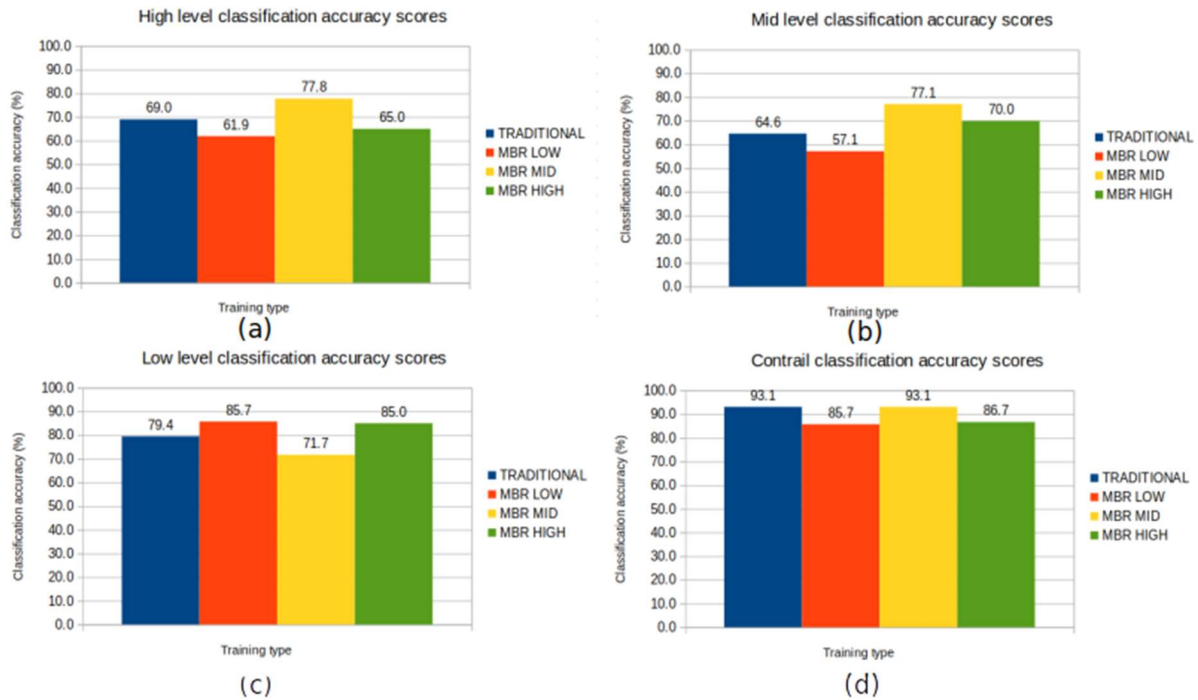 High level classification accuracy scores
100.0
90.0
80.0
70.0
60.0
50.0
40.0
30.0
20.0
10.0
0.0
Classification accuracy (%)
69.0
61.9
77.8
65.0
TRADITIONAL
MBR LOW
MBR MID
MBR HIGH
Training type
(a)
Mid level classification accuracy scores
100.0
90.0
80.0
70.0
60.0
50.0
40.0
30.0
20.0
10.0
0.0
Classification accuracy (%)
64.6
57.1
77.1
70.0
TRADITIONAL
MBR LOW
MBR MID
MBR HIGH
Training type
(b)
Low level classification accuracy scores
100.0
90.0
80.0
70.0
60.0
50.0
40.0
30.0
20.0
10.0
0.0
Classification accuracy (%)
79.4
85.7
71.7
85.0
TRADITIONAL
MBR LOW
MBR MID
MBR HIGH
Training type
(c)
Contrail classification accuracy scores
100.0
90.0
80.0
70.0
60.0
50.0
40.0
30.0
20.0
10.0
0.0
Classification accuracy (%)
93.1
85.7
93.1
86.7
TRADITIONAL
MBR LOW
MBR MID
MBR HIGH
Training type
(d)